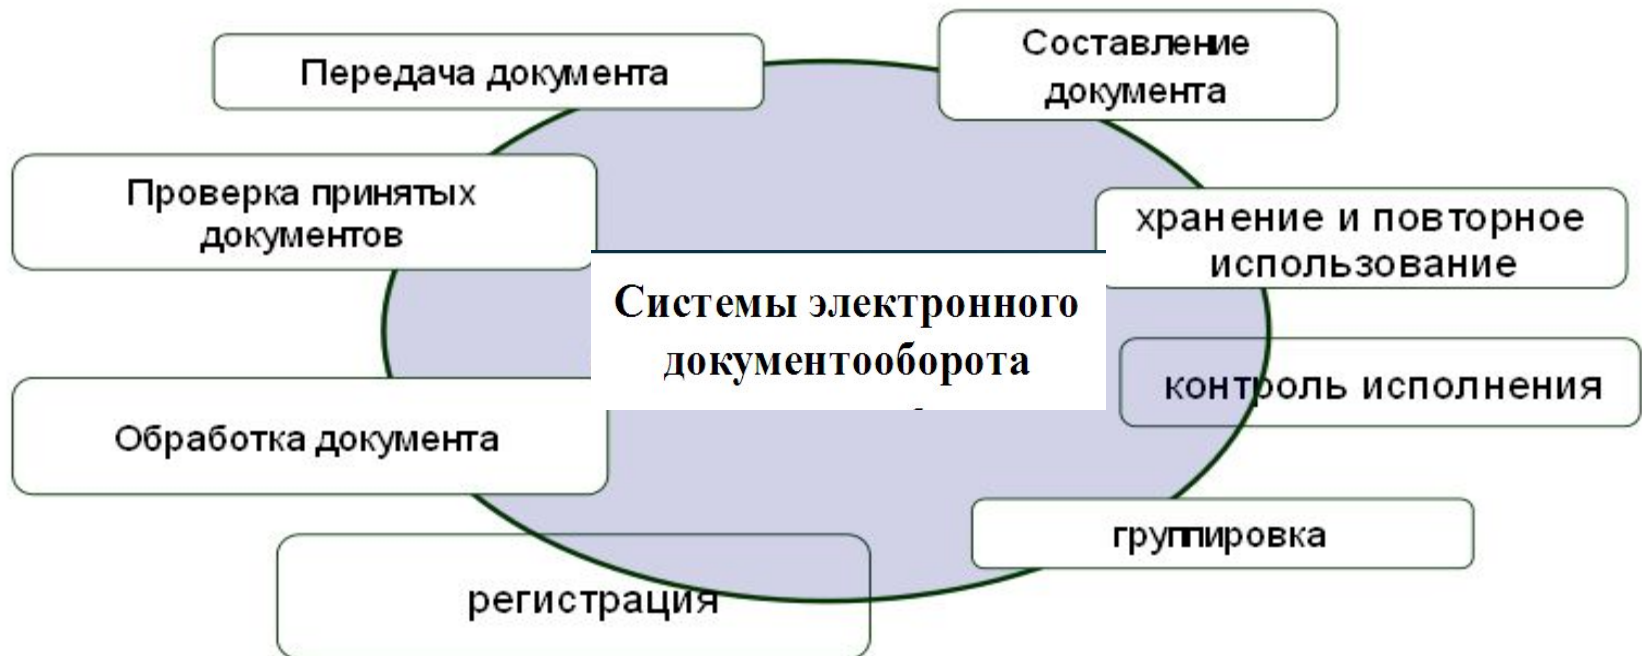 Передача документа
Составление
документа
Проверка принятых
документов
хранение и повторное
использование
Системы электронного
документооборота
контроль исполнения
Обработка документа
группировка
регистрация